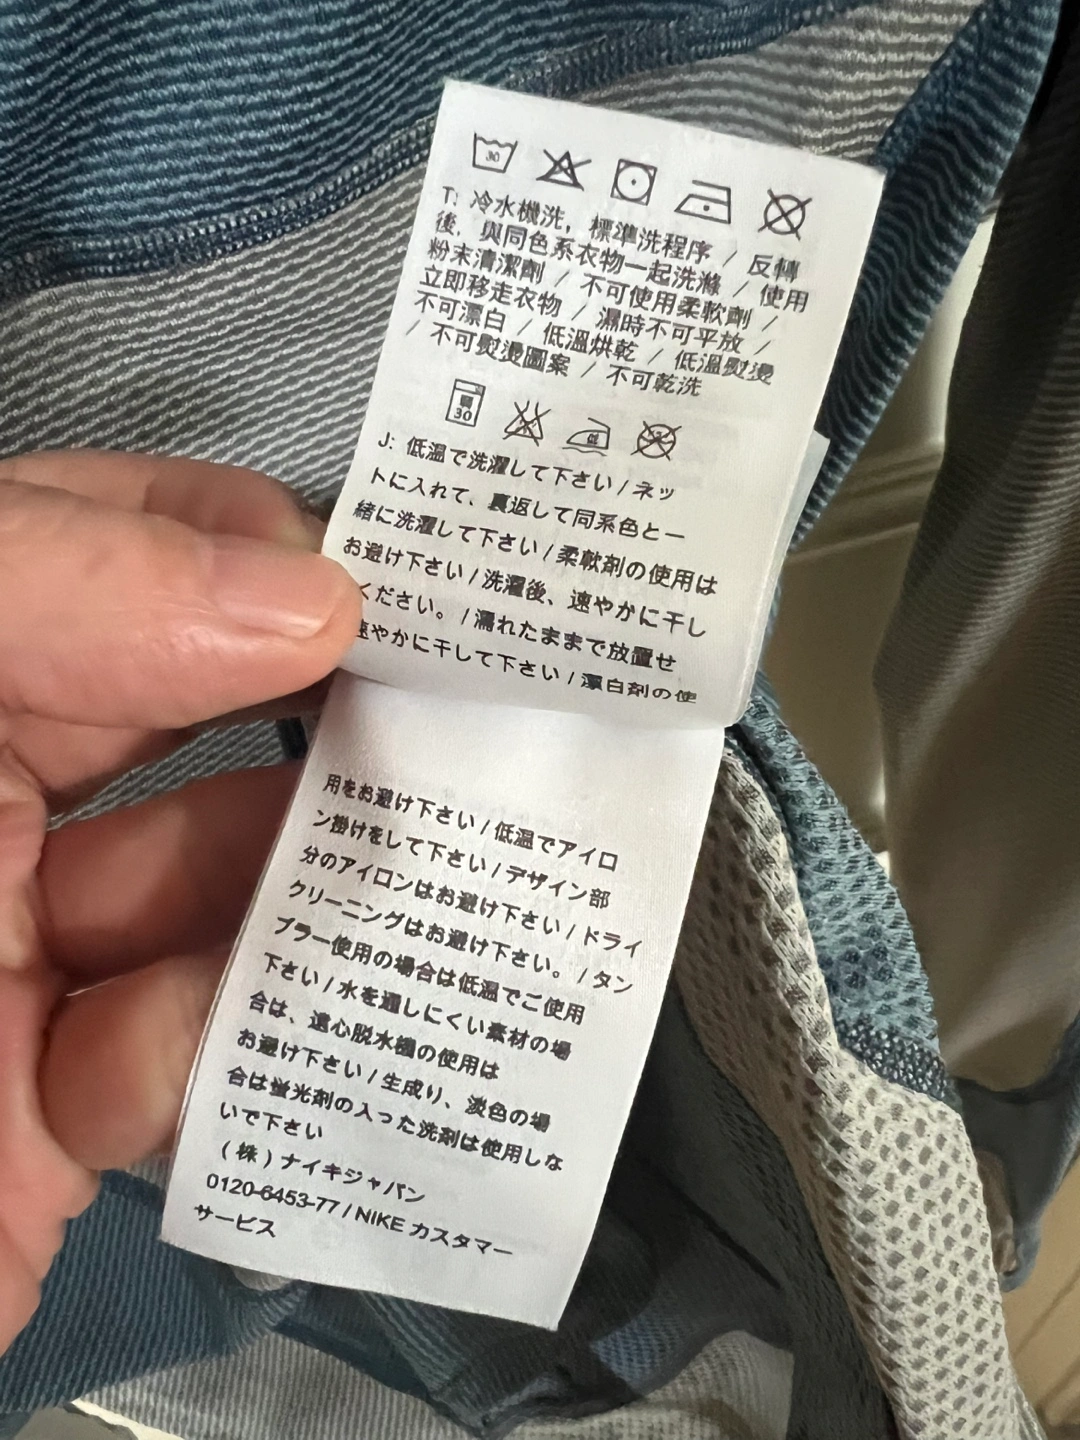 30
T: 冷水機洗，標準洗程序 / 反轉
後，與同色系衣物一起洗滌 / 使用
粉末清潔劑 / 不可使用柔軟劑 /
立即移走衣物 / 濕時不可平放 /
不可漂白 / 低溫烘乾 / 低溫熨燙
/ 不可熨燙圖案 / 不可乾洗
30 低
J: 低温で洗濯して下さい / ネッ
トに入れて、裏返して同系色と一
緒に洗濯して下さい / 柔軟剤の使用は
お避け下さい / 洗濯後、速やかに干し
ください。 / 濡れたままで放置せ
速やかに干して下さい / 漂白剤の使
用をお避け下さい / 低温でアイロ
ン掛けをして下さい / デザイン部
分のアイロンはお避け下さい / ドライ
クリーニングはお避け下さい。 / タン
ブラー使用の場合は低温でご使用
下さい / 水を通しにくい素材の場
合は、遠心脱水機の使用は
お避け下さい / 生成り、淡色の場
合は蛍光剤の入った洗剤は使用しな
いで下さい
( 株 ) ナイキジャパン
0120-6453-77 / NIKE カスタマー
サービス